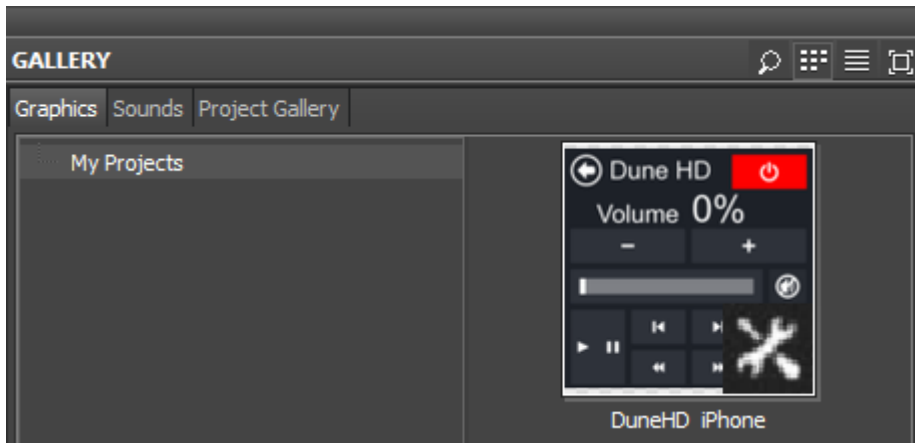 GALLERY
Graphics Sounds Project Gallery
My Projects
Dune HD
Volume 0%
- +
DuneHD iPhone